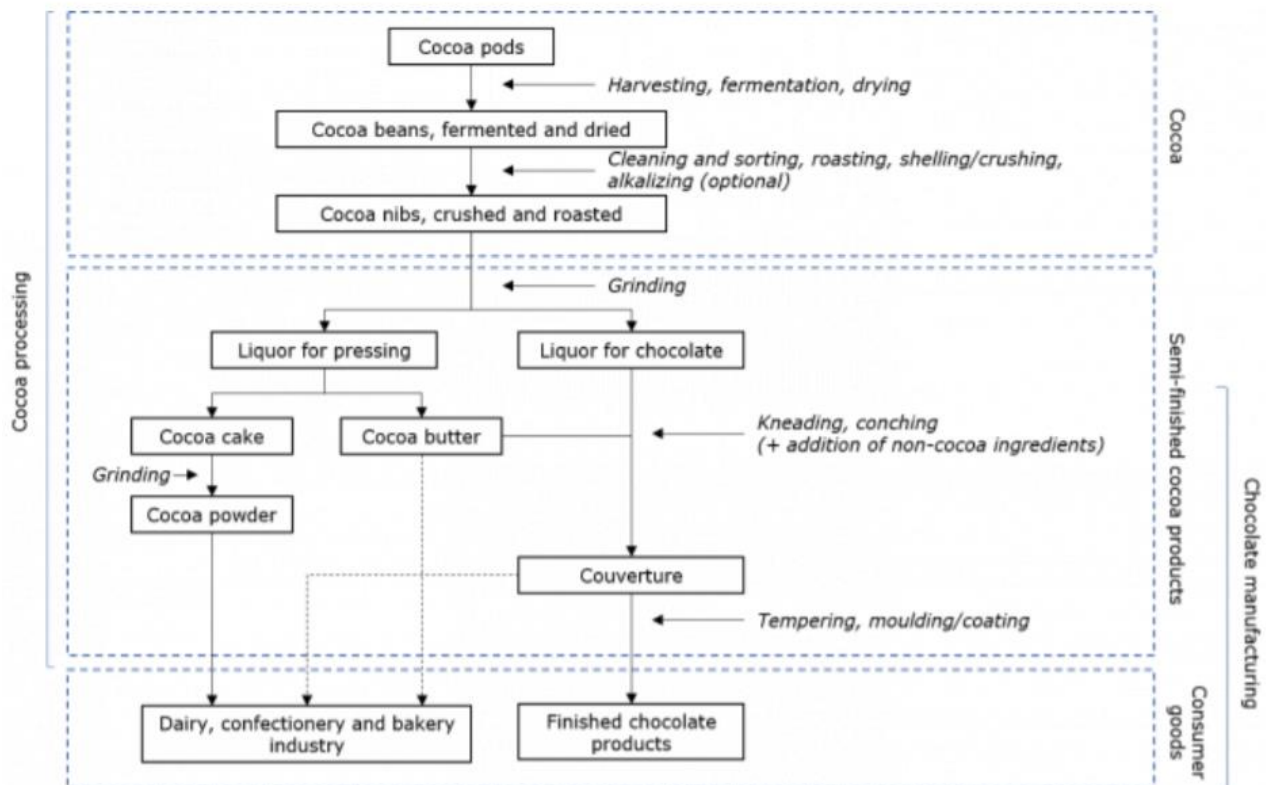 Cocoa pods
Harvesting, fermentation, drying
Cocoa beans, fermented and dried
Cleaning and sorting, roasting, shelling/crushing,
alkalizing (optional)
Cocoa nibs, crushed and roasted
Cocoa
Cocoa processing
Grinding
Liquor for pressing
Liquor for chocolate
Cocoa cake
Cocoa butter
Kneading, conching
(+ addition of non-cocoa ingredients)
Grinding
Cocoa powder
Couverture
Tempering, moulding/coating
Semi-finished cocoa products
Chocolate manufacturing
Dairy, confectionery and bakery
industry
Finished chocolate
products
Consumer
goods